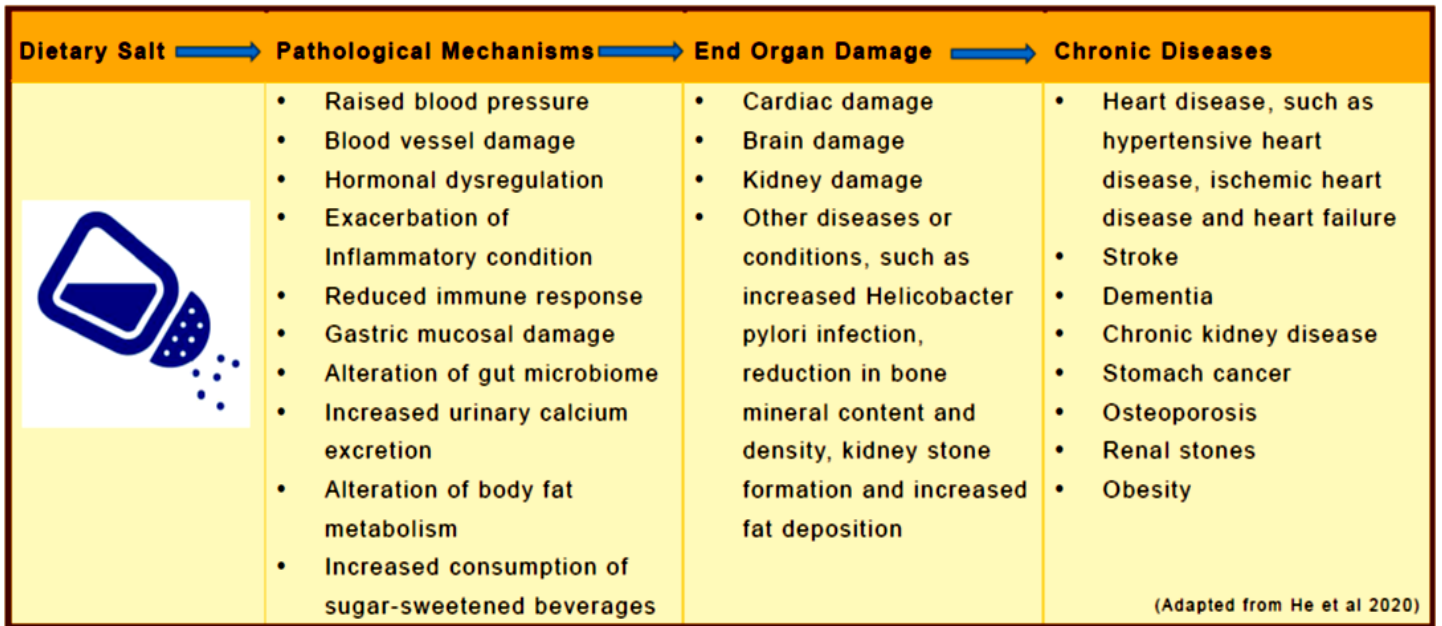 Dietary Salt
Pathological Mechanisms
End Organ Damage
Chronic Diseases
• Raised blood pressure
• Blood vessel damage
• Hormonal dysregulation
• Exacerbation of
Inflammatory condition
• Reduced immune response
• Gastric mucosal damage
• Alteration of gut microbiome
• Increased urinary calcium
excretion
• Alteration of body fat
metabolism
• Increased consumption of
sugar-sweetened beverages
• Cardiac damage
• Brain damage
• Kidney damage
• Other diseases or
conditions, such as
increased Helicobacter
pylori infection,
reduction in bone
mineral content and
density, kidney stone
formation and increased
fat deposition
• Heart disease, such as
hypertensive heart
disease, ischemic heart
disease and heart failure
• Stroke
• Dementia
• Chronic kidney disease
• Stomach cancer
• Osteoporosis
• Renal stones
• Obesity
(Adapted from He et al 2020)